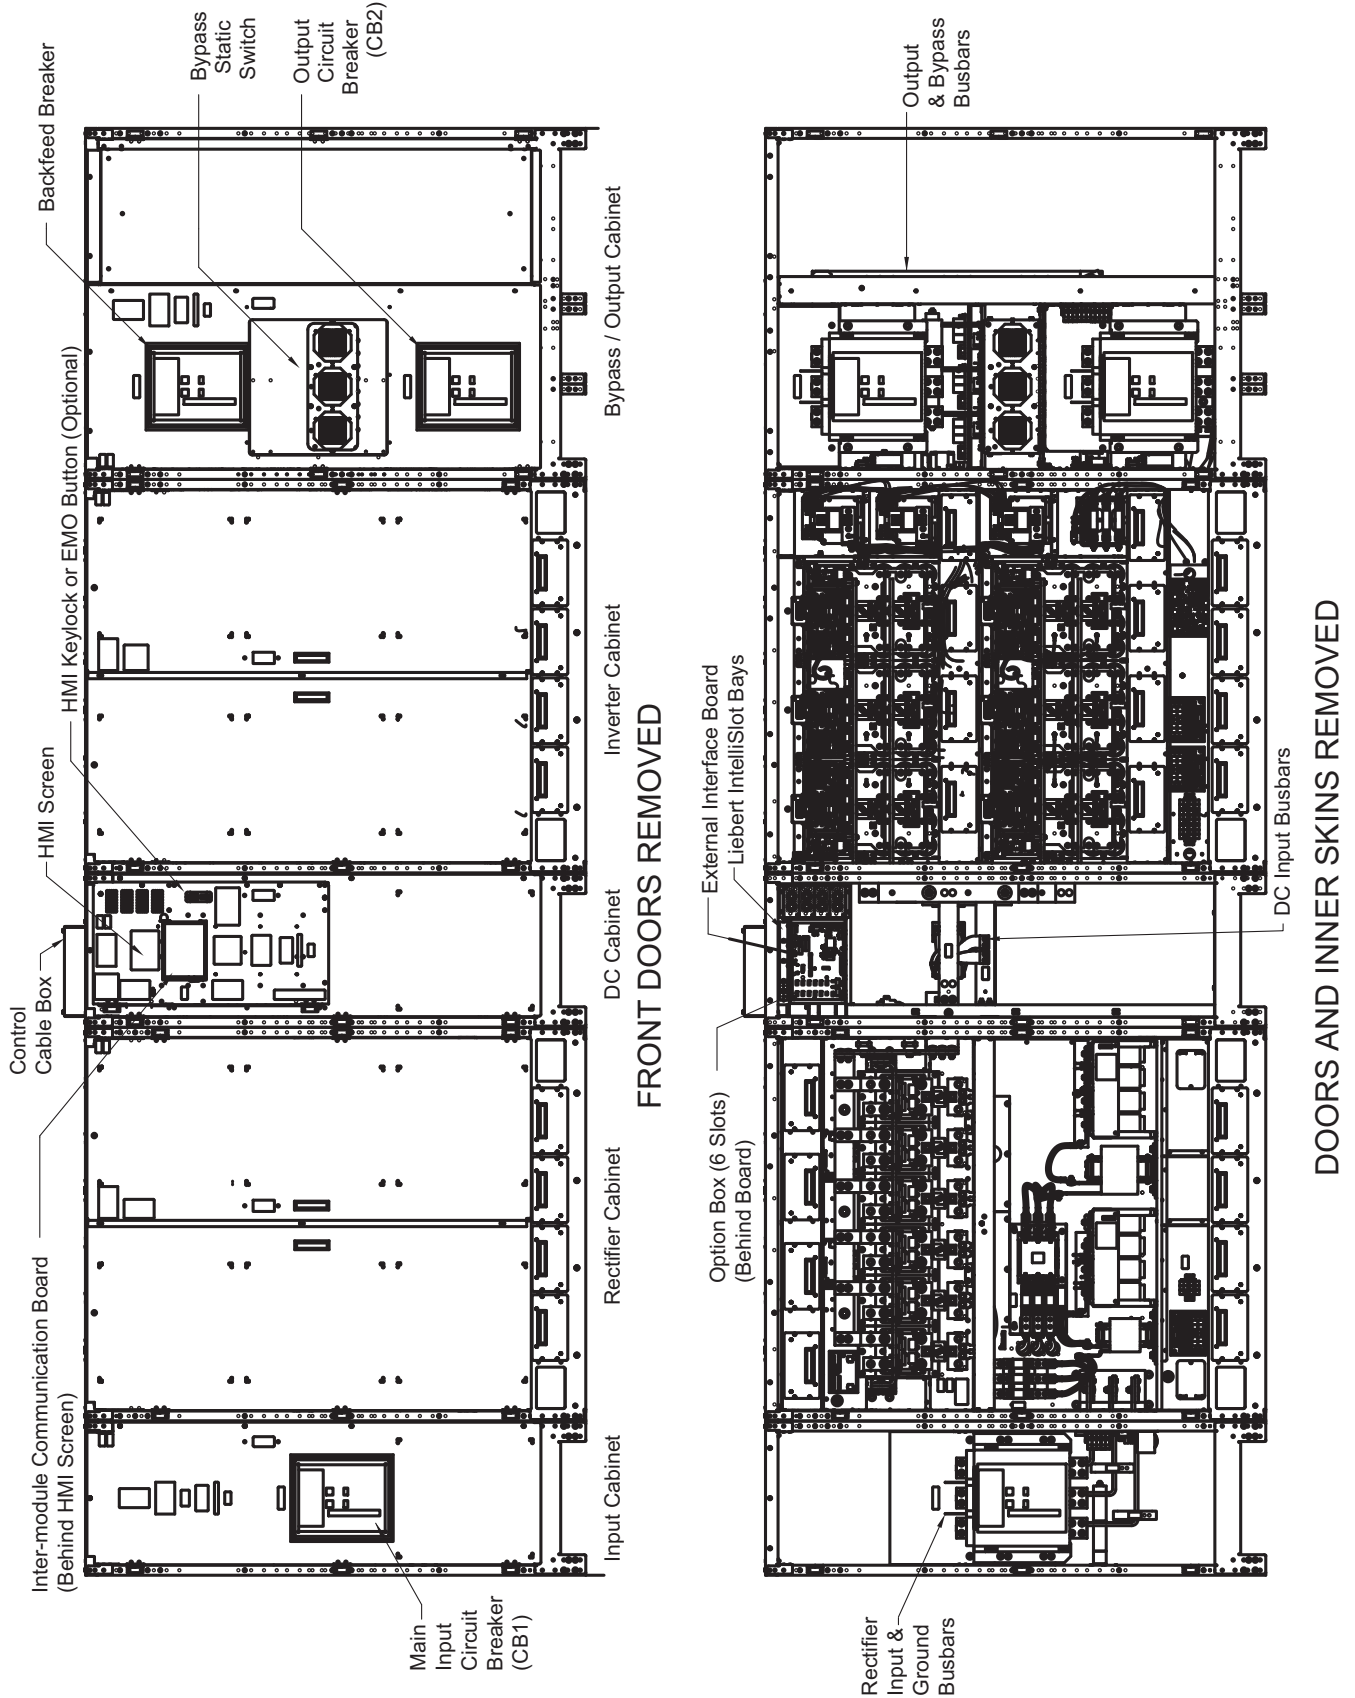 Inter-module Communication Board
(Behind HMI Screen)
Control
Cable Box
HMI Screen
HMI Keylock or EMO Button (Optional)
Backfeed Breaker
Bypass
Static
Switch
Output
Circuit
Breaker
(CB2)
Main
Input
Circuit
Breaker
(CB1)
Input Cabinet
Rectifier Cabinet
DC Cabinet
Inverter Cabinet
Bypass / Output Cabinet
FRONT DOORS REMOVED
Rectifier
Input &
Ground
Busbars
Option Box (6 Slots)
(Behind Board)
External Interface Board
Liebert IntelliSlot Bays
Output
& Bypass
Busbars
DC Input Busbars
DOORS AND INNER SKINS REMOVED